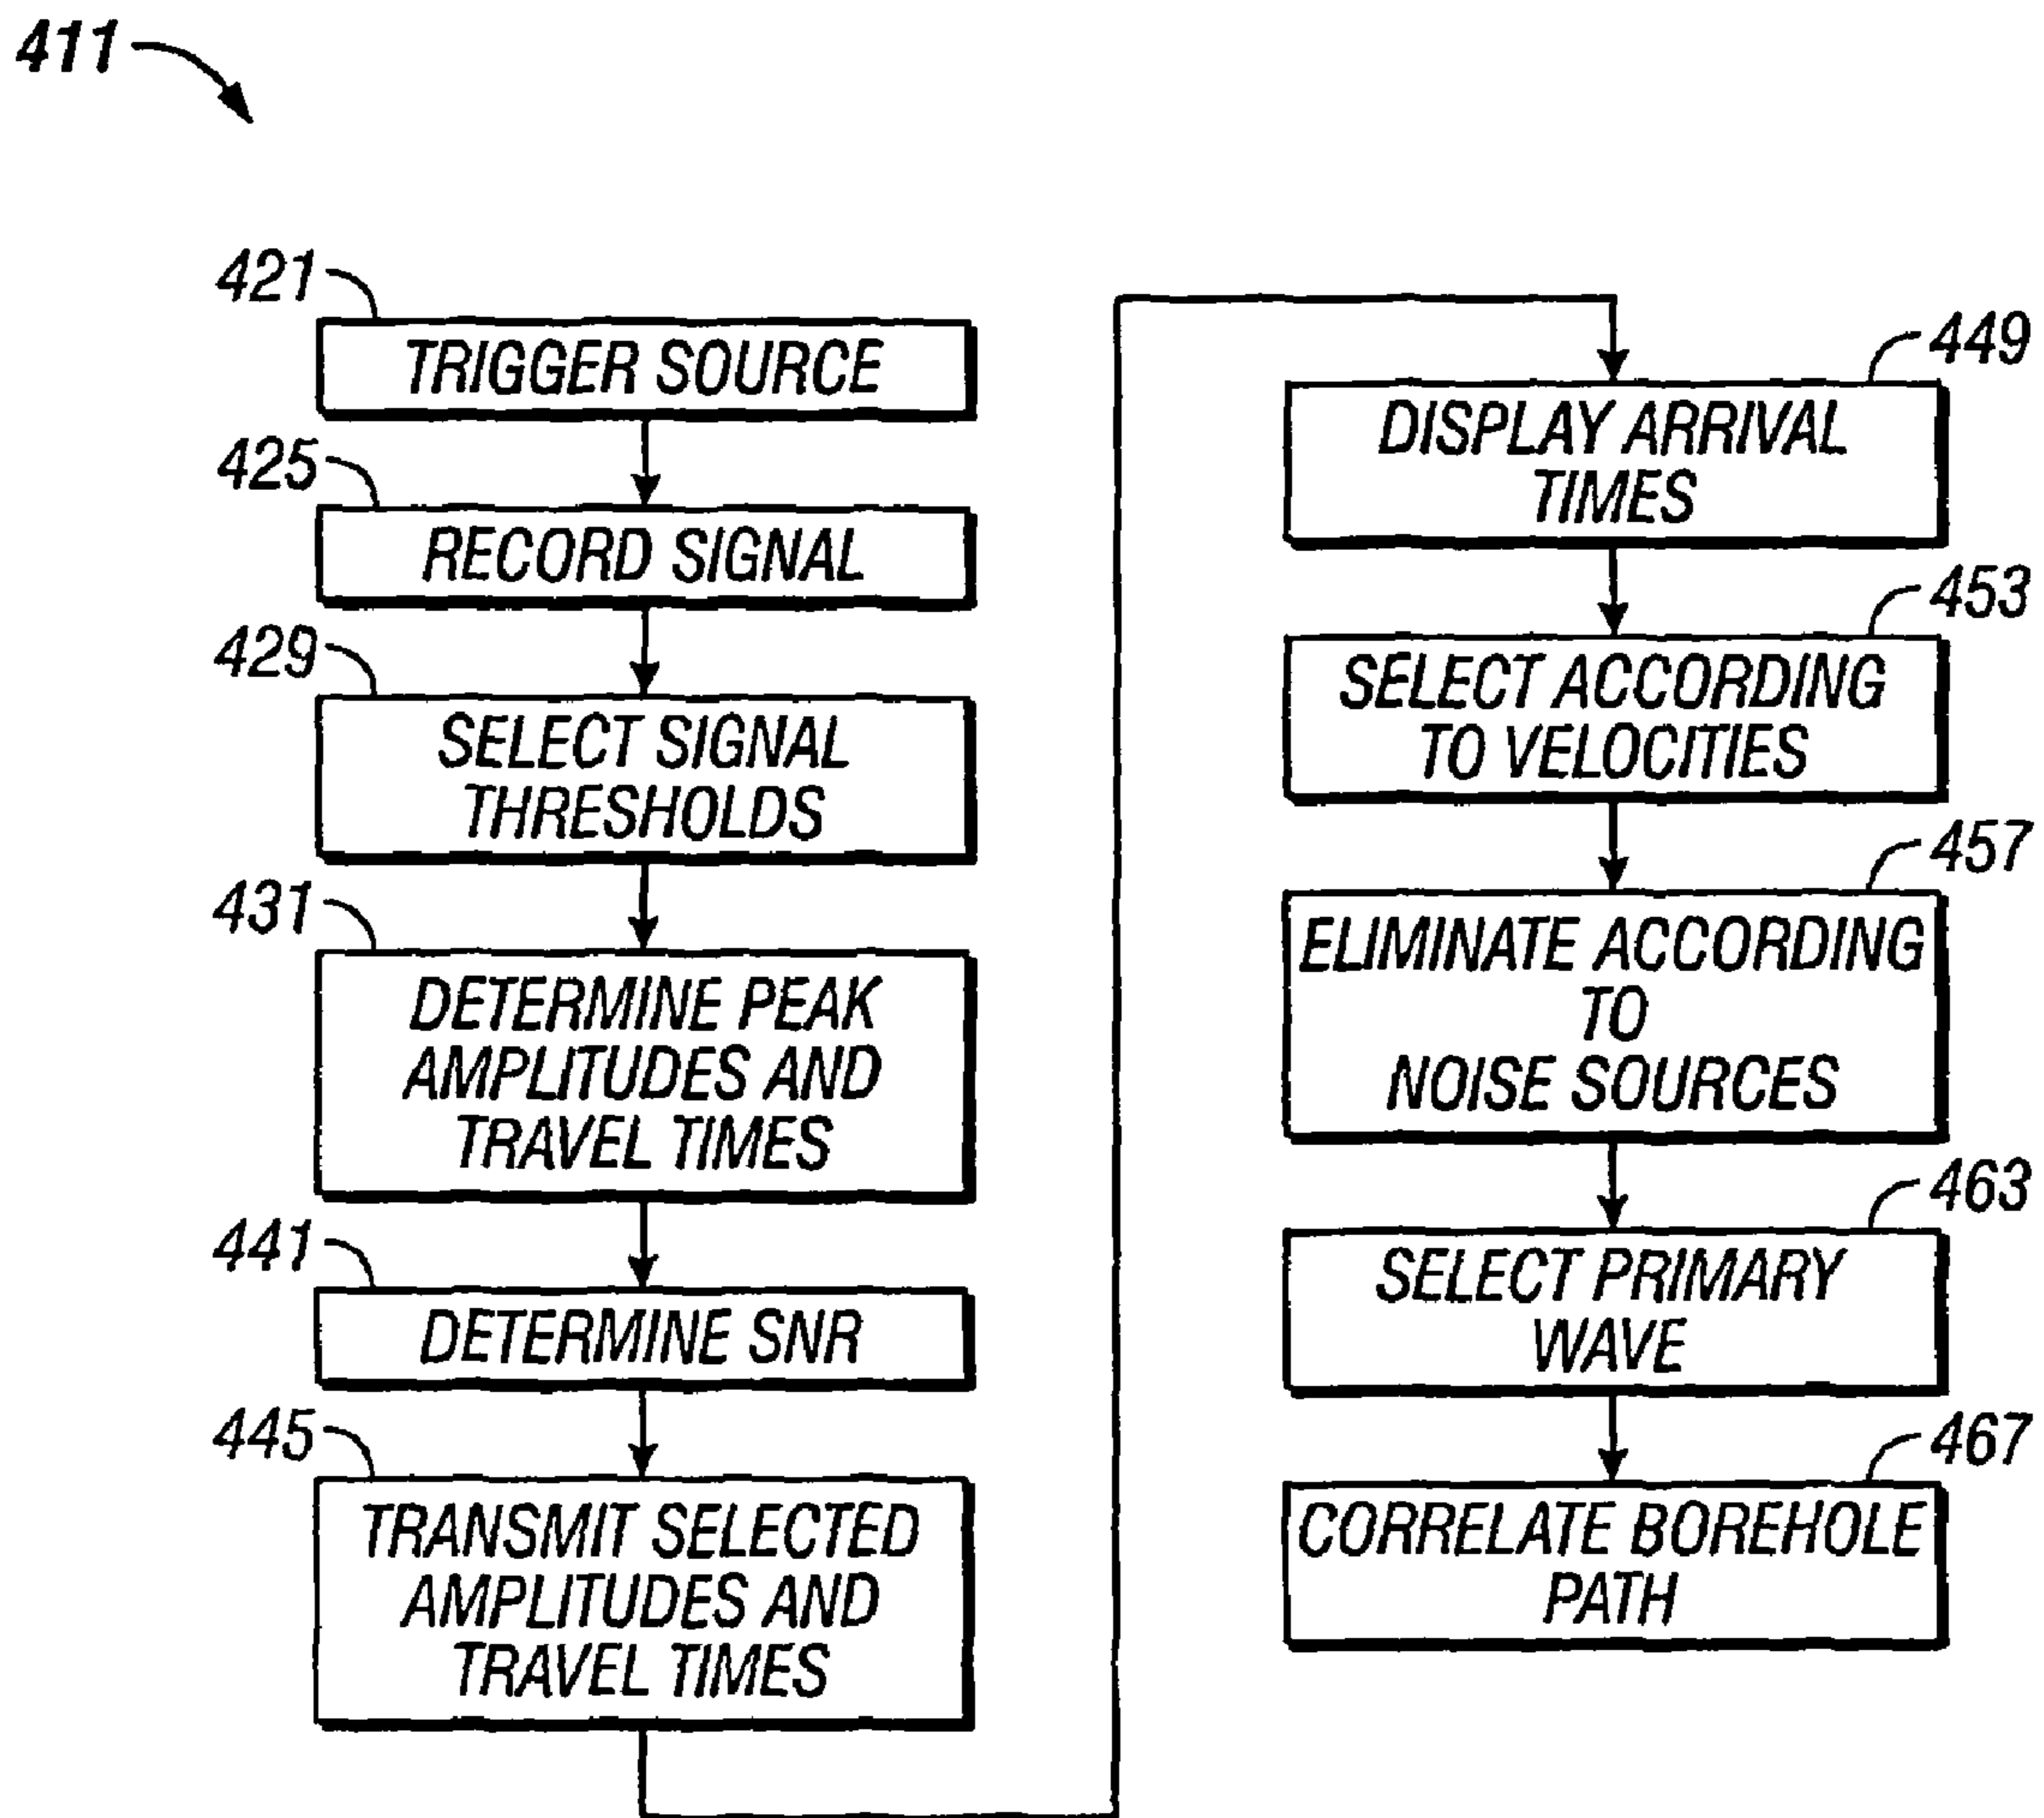 411
421
TRIGGER SOURCE
425
RECORD SIGNAL
429
SELECT SIGNAL
THRESHOLDS
431
DETERMINE PEAK
AMPLITUDES AND
TRAVEL TIMES
441
DETERMINE SNR
445
TRANSMIT SELECTED
AMPLITUDES AND
TRAVEL TIMES
449
DISPLAY ARRIVAL
TIMES
453
SELECT ACCORDING
TO VELOCITIES
457
ELIMINATE ACCORDING
TO
NOISE SOURCES
463
SELECT PRIMARY
WAVE
467
CORRELATE BOREHOLE
PATH